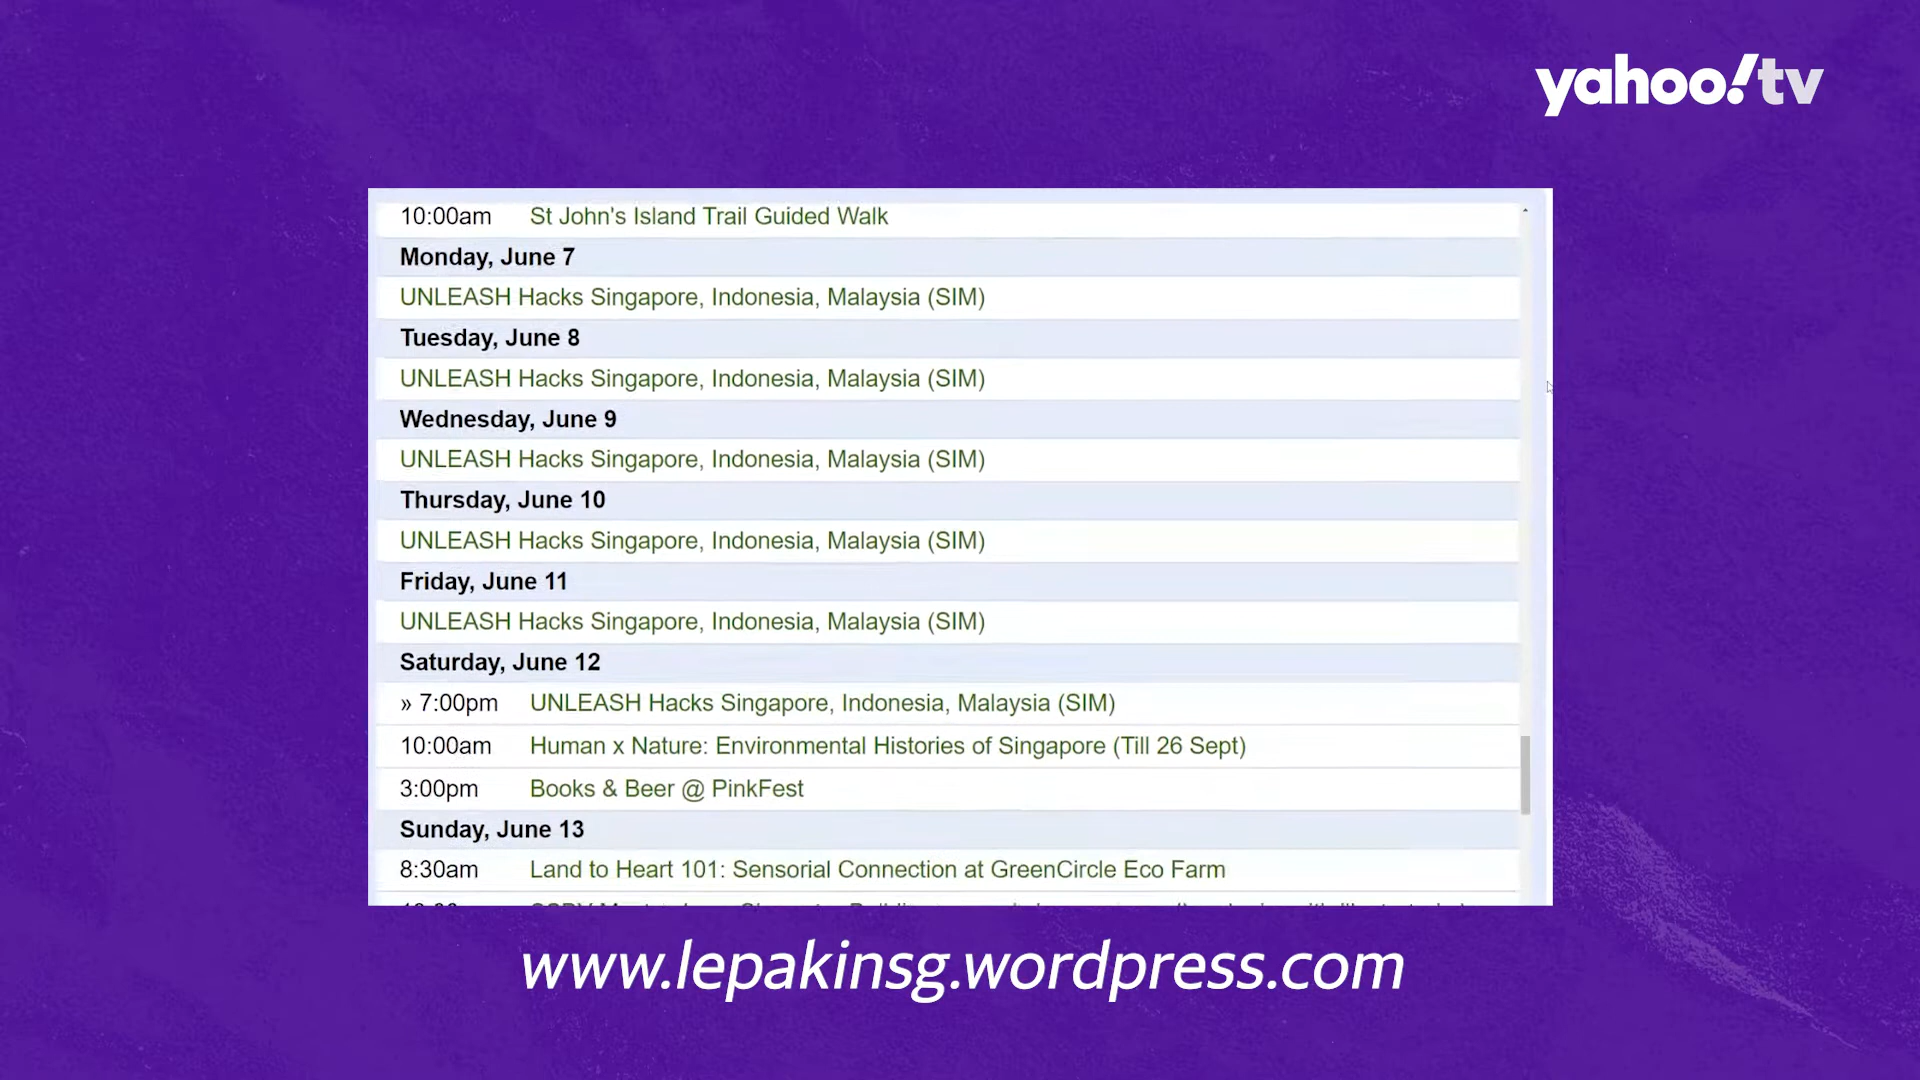 yahoo!tv
10:00am St John's Island Trail Guided Walk
Monday, June 7
UNLEASH Hacks Singapore, Indonesia, Malaysia (SIM)
Tuesday, June 8
UNLEASH Hacks Singapore, Indonesia, Malaysia (SIM)
Wednesday, June 9
UNLEASH Hacks Singapore, Indonesia, Malaysia (SIM)
Thursday, June 10
UNLEASH Hacks Singapore, Indonesia, Malaysia (SIM)
Friday, June 11
UNLEASH Hacks Singapore, Indonesia, Malaysia (SIM)
Saturday, June 12
» 7:00pm UNLEASH Hacks Singapore, Indonesia, Malaysia (SIM)
10:00am Human x Nature: Environmental Histories of Singapore (Till 26 Sept)
3:00pm Books & Beer @ PinkFest
Sunday, June 13
8:30am Land to Heart 101: Sensorial Connection at GreenCircle Eco Farm
www.lepakinsg.wordpress.com